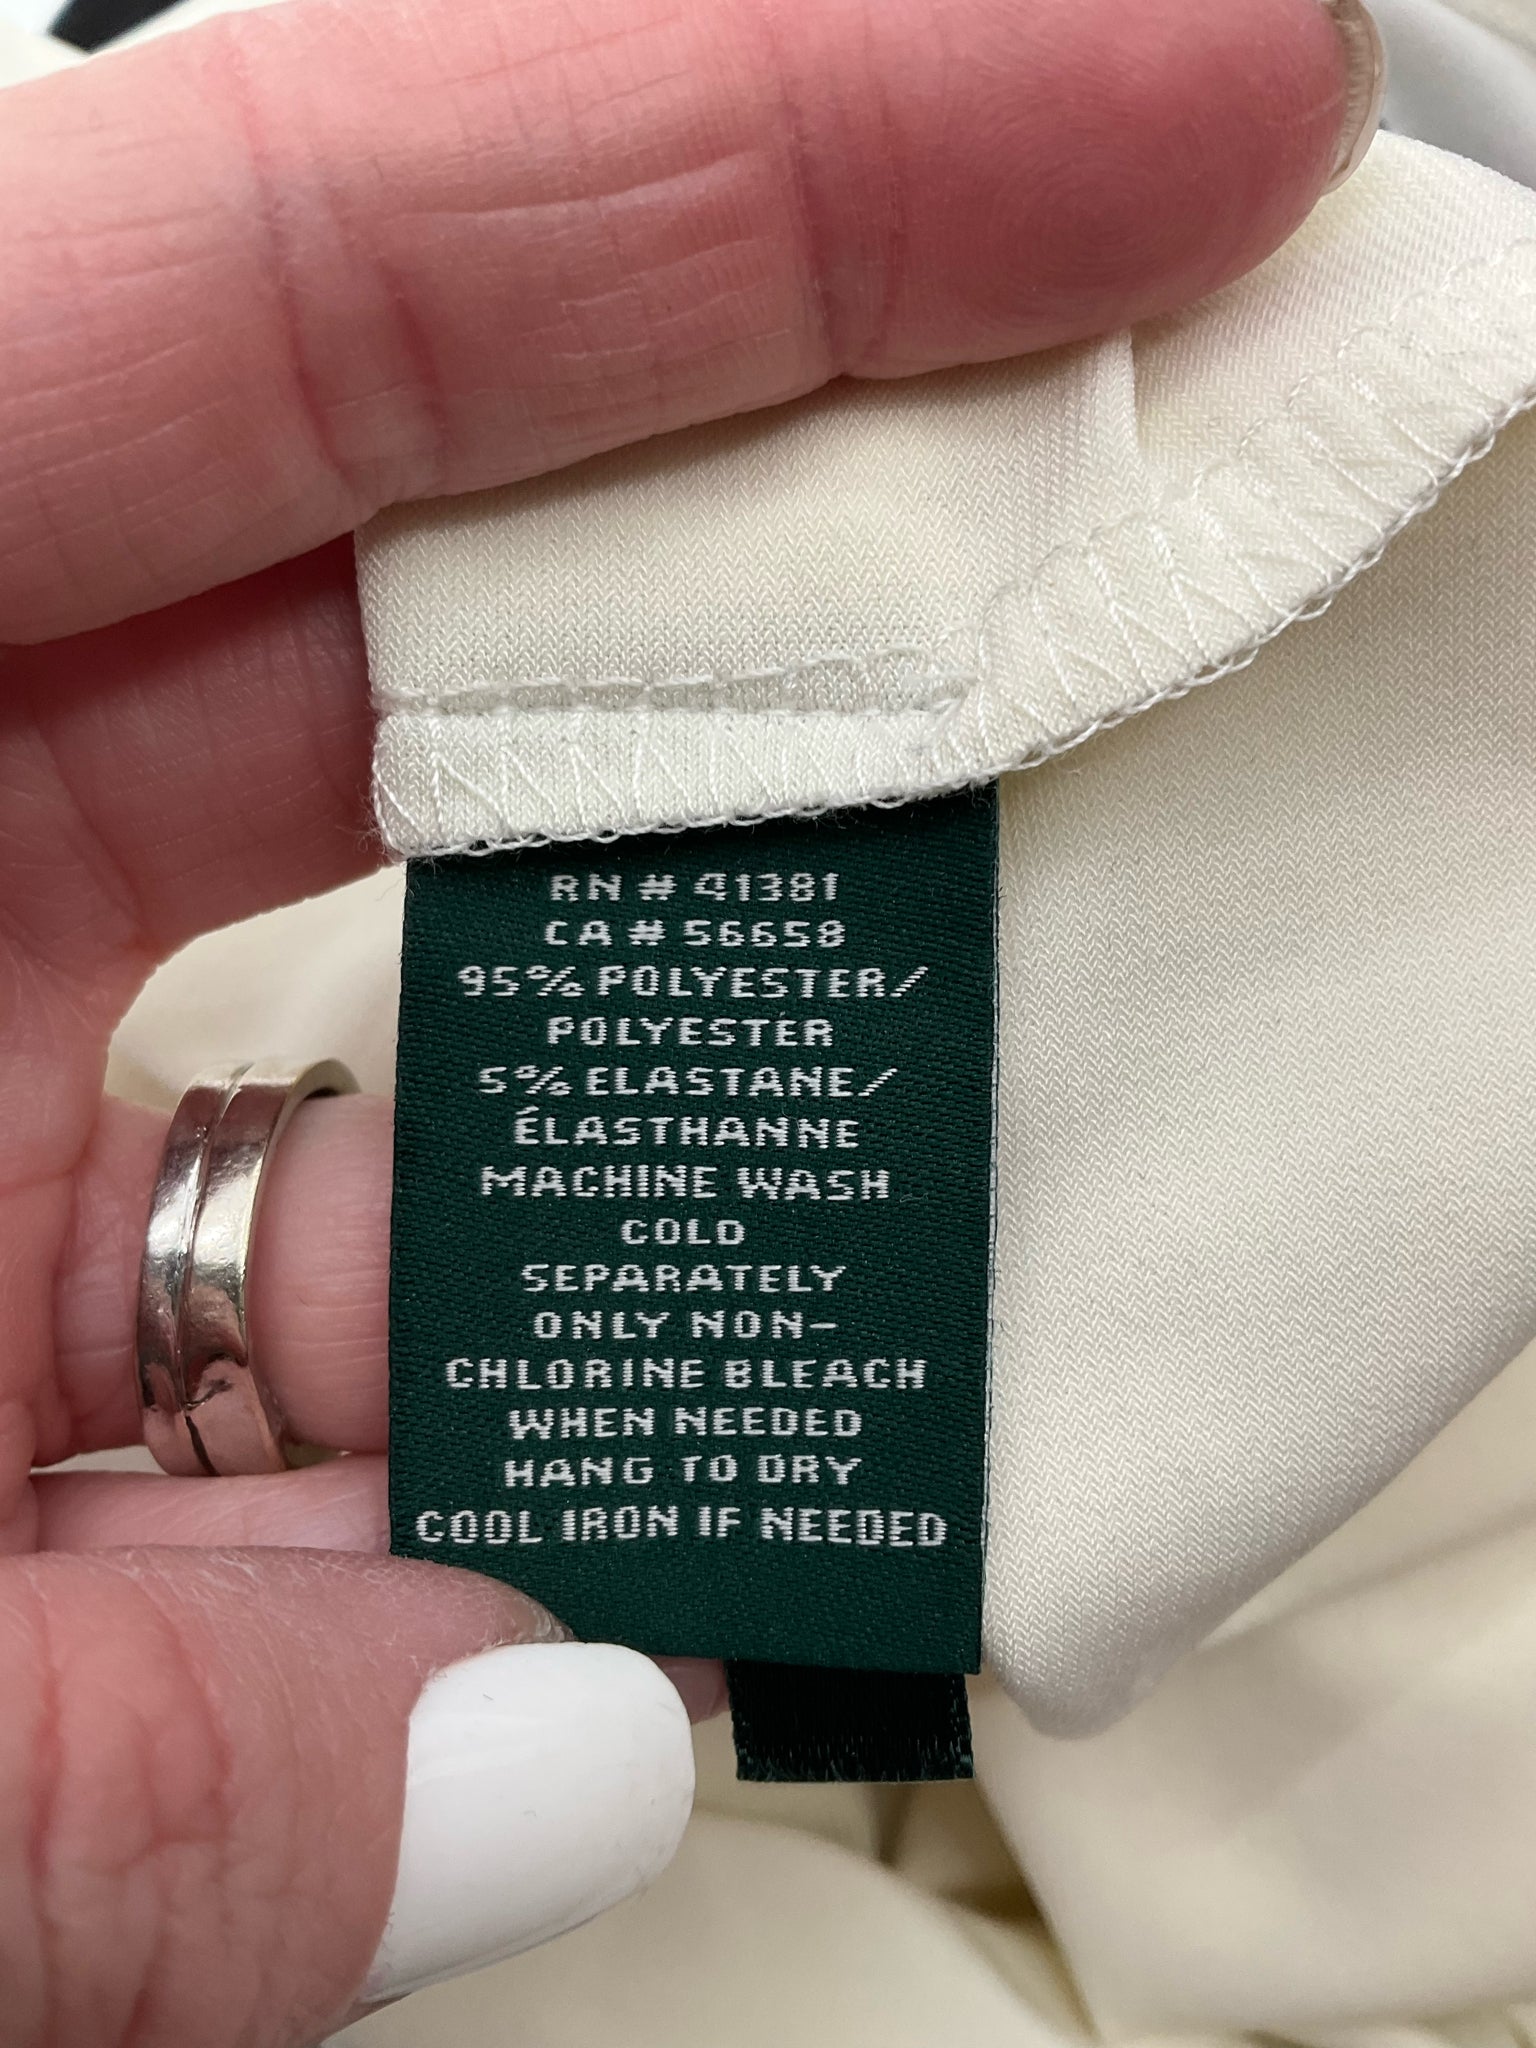 RN # 41381
CA # 56658
95% POLYESTER/
POLYESTER
5% ELASTANE/
ÉLASTHANNE
MACHINE WASH
COLD
SEPARATELY
ONLY NON-
CHLORINE BLEACH
WHEN NEEDED
HANG TO DRY
COOL IRON IF NEEDED